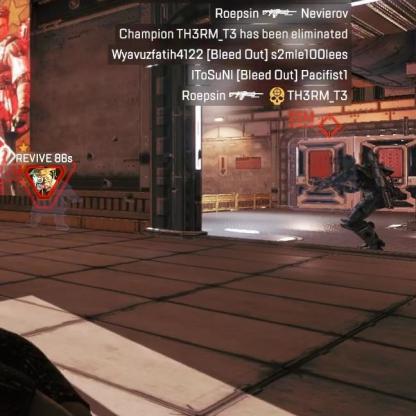 Roepsin Nevierov
Champion TH3RM_T3 has been eliminated
Wyavuzfatih4122 [Bleed Out] s2mle100lees
IToSuNI [Bleed Out] Pacifist1
Roepsin TH3RM_T3
REVIVE 86s